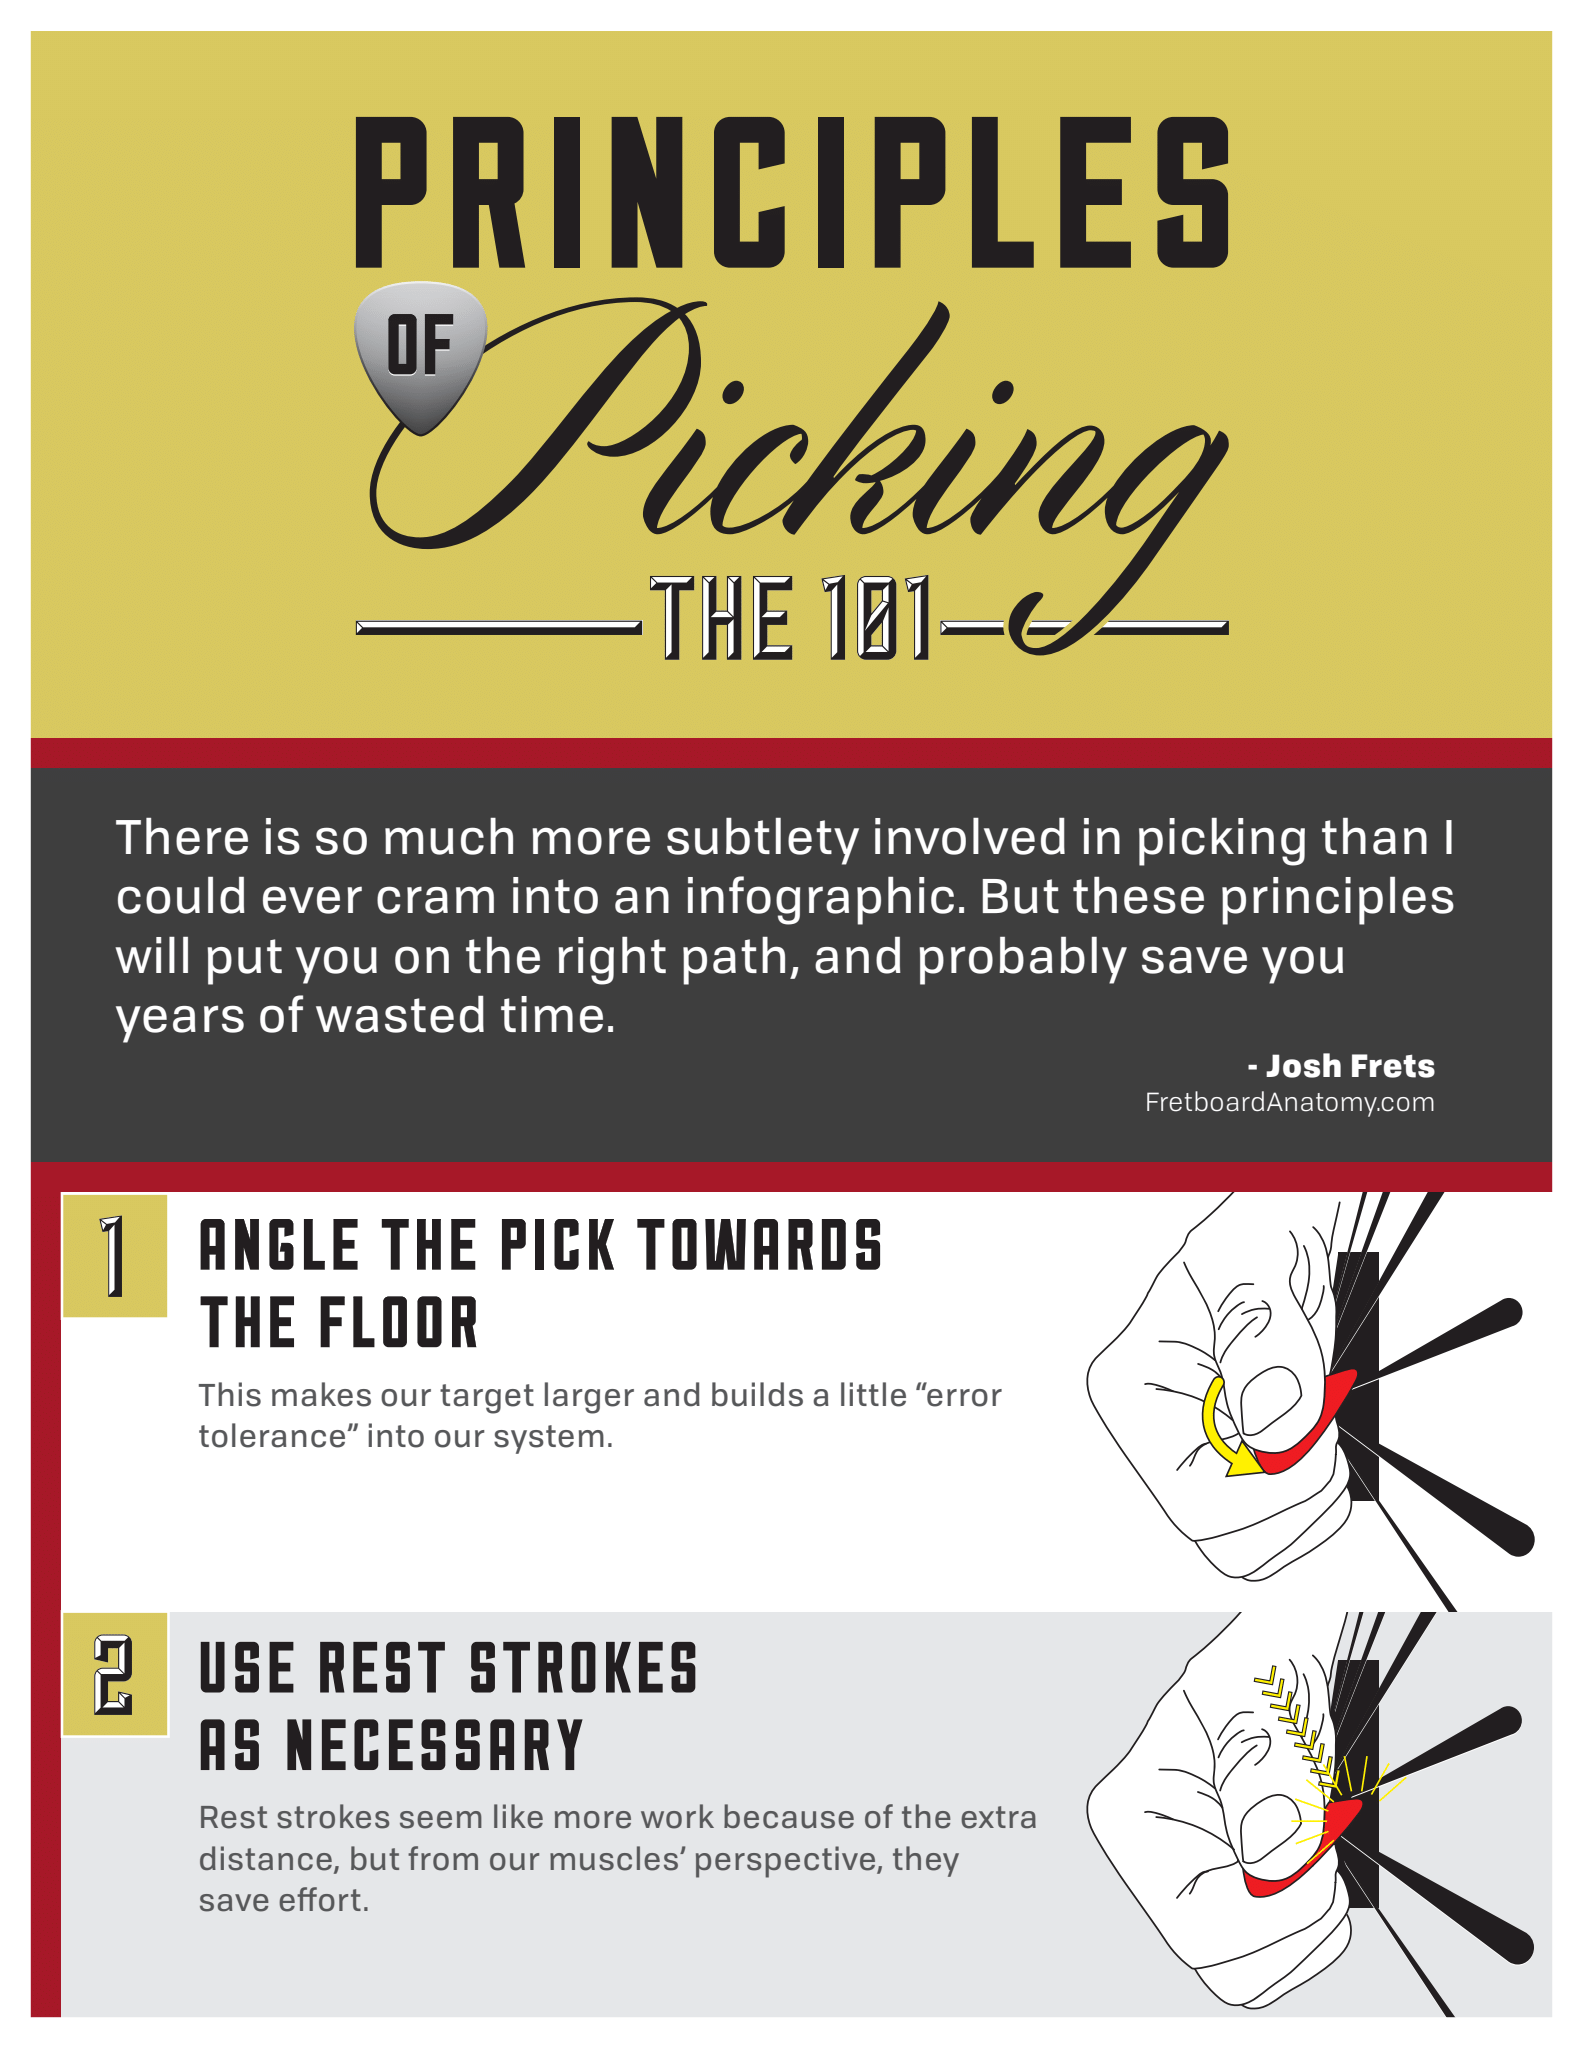 PRINCIPLES
OF
Picking
THE 101
There is so much more subtlety involved in picking than I
could ever cram into an infographic. But these principles
will put you on the right path, and probably save you
years of wasted time.
- Josh Frets
FretboardAnatomy.com
1
ANGLE THE PICK TOWARDS
THE FLOOR
This makes our target larger and builds a little “error
tolerance” into our system.
2
USE REST STROKES
AS NECESSARY
Rest strokes seem like more work because of the extra
distance, but from our muscles’ perspective, they
save effort.